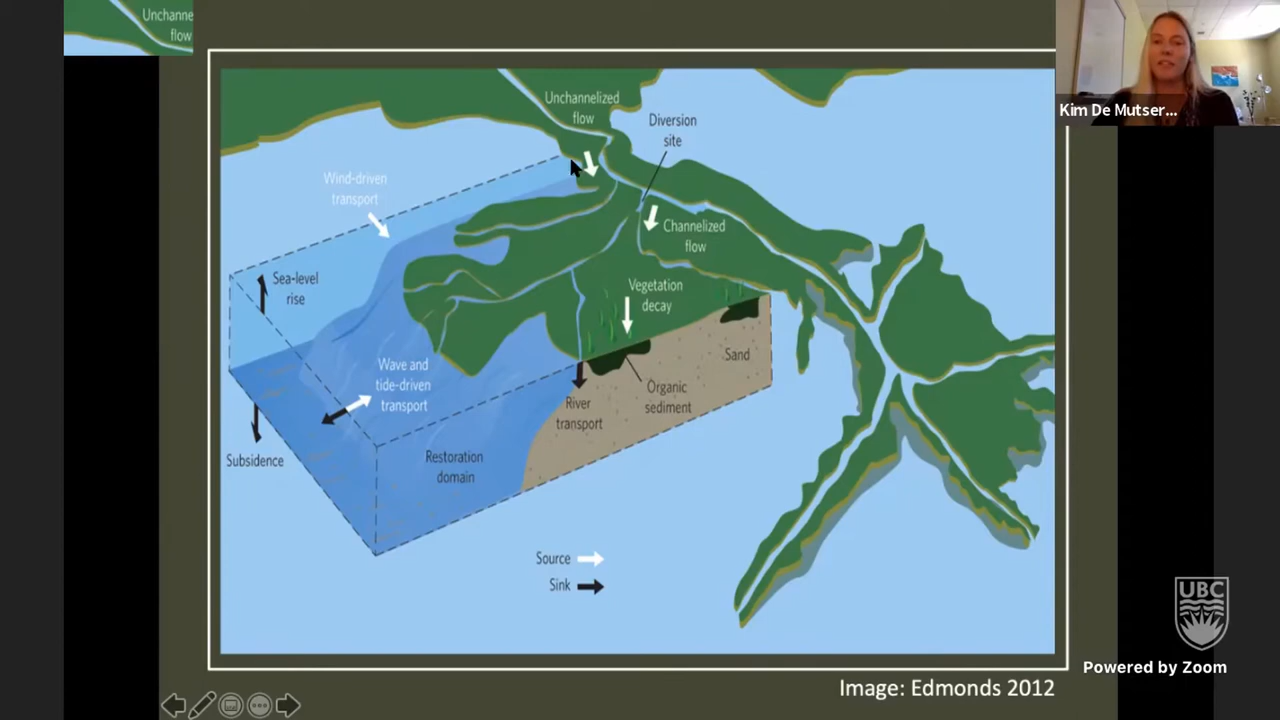 Unchanne
flow
Kim De Mutser...
Unchannelized
flow
Diversion
site
Wind-driven
transport
Channelized
flow
Sea-level
rise
Vegetation
decay
Wave and
tide-driven
transport
Sand
Organic
sediment
River
transport
Subsidence
Restoration
domain
Source
Sink
UBC
Powered by Zoom
Image: Edmonds 2012